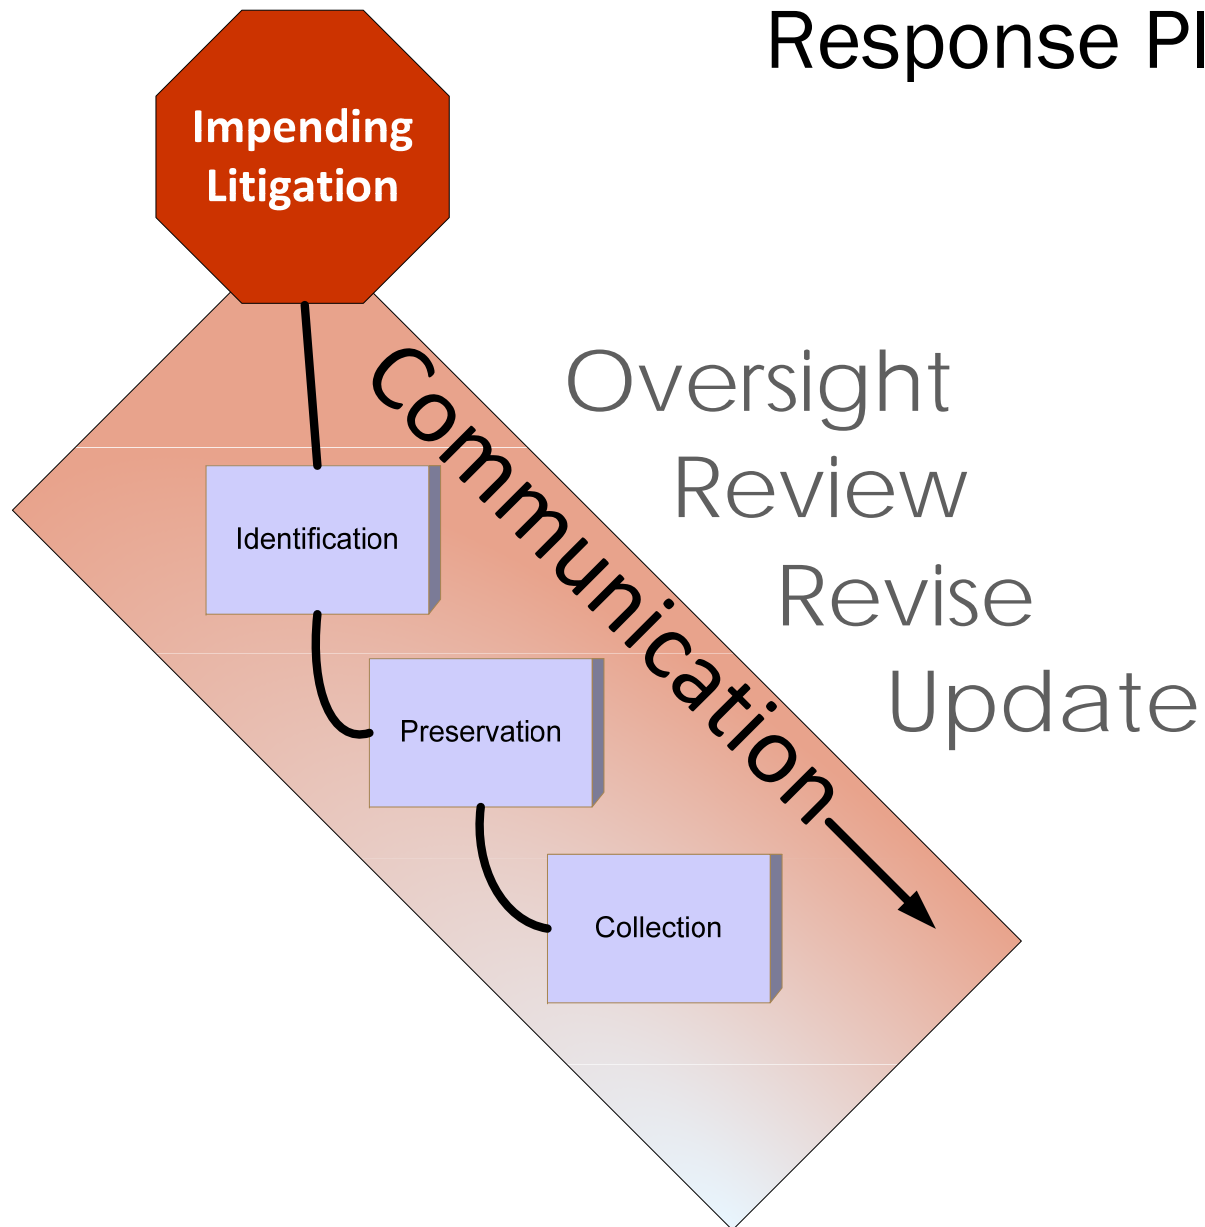 Response Pl
Impending
Litigation
Communication
Oversight
Review
Revise
Update
Identification
Preservation
Collection